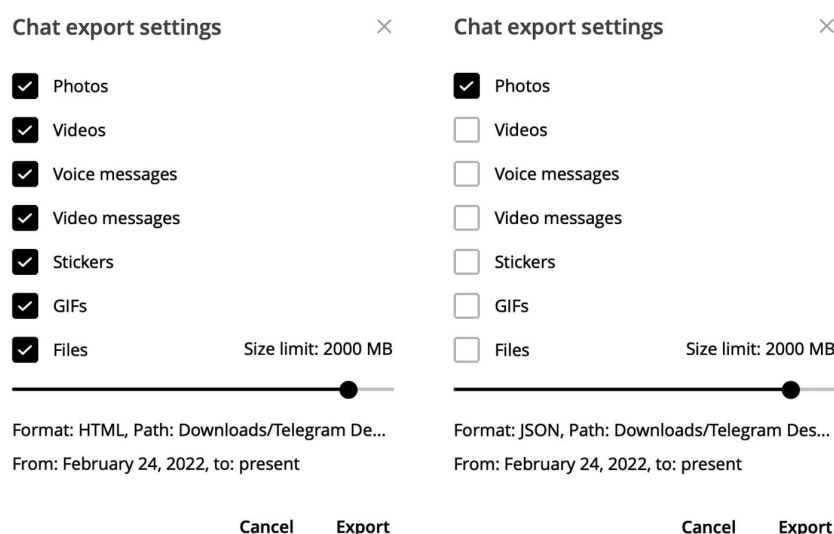 Chat export settings
Photos
Videos
Voice messages
Video messages
Stickers
GIFs
Files Size limit: 2000 MB
Format: HTML, Path: Downloads/Telegram De...
From: February 24, 2022, to: present
Cancel Export
Chat export settings
Photos
Videos
Voice messages
Video messages
Stickers
GIFs
Files Size limit: 2000 MB
Format: JSON, Path: Downloads/Telegram Des...
From: February 24, 2022, to: present
Cancel Export